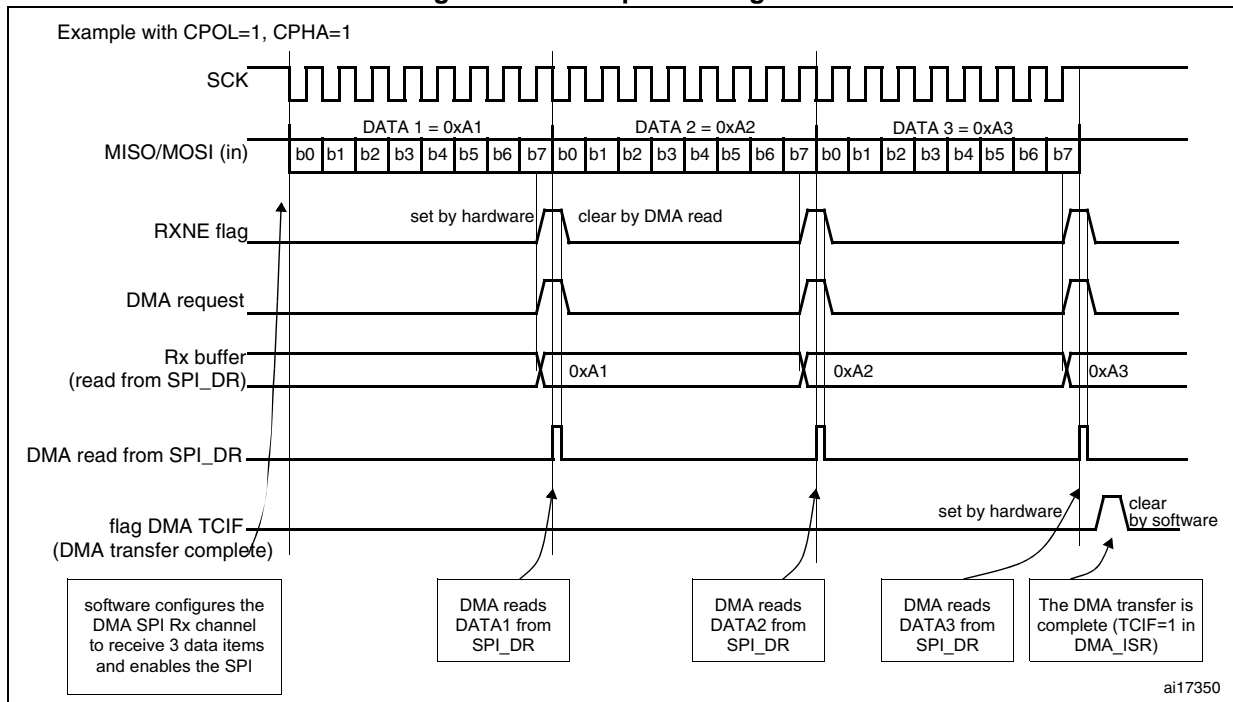 Example with CPOL=1, CPHA=1
SCK
DATA 1 = 0xA1
DATA 2 = 0xA2
DATA 3 = 0xA3
MISO/MOSI (in)
b0 b1 b2 b3 b4 b5 b6 b7 b0 b1 b2 b3 b4 b5 b6 b7 b0 b1 b2 b3 b4 b5 b6 b7
set by hardware
clear by DMA read
RXNE flag
DMA request
Rx buffer
(read from SPI_DR)
0xA1
0xA2
0xA3
DMA read from SPI_DR
flag DMA TCIF
(DMA transfer complete)
set by hardware
clear
by software
software configures the
DMA SPI Rx channel
to receive 3 data items
and enables the SPI
DMA reads
DATA1 from
SPI_DR
DMA reads
DATA2 from
SPI_DR
DMA reads
DATA3 from
SPI_DR
The DMA transfer is
complete (TCIF=1 in
DMA_ISR)
ai17350